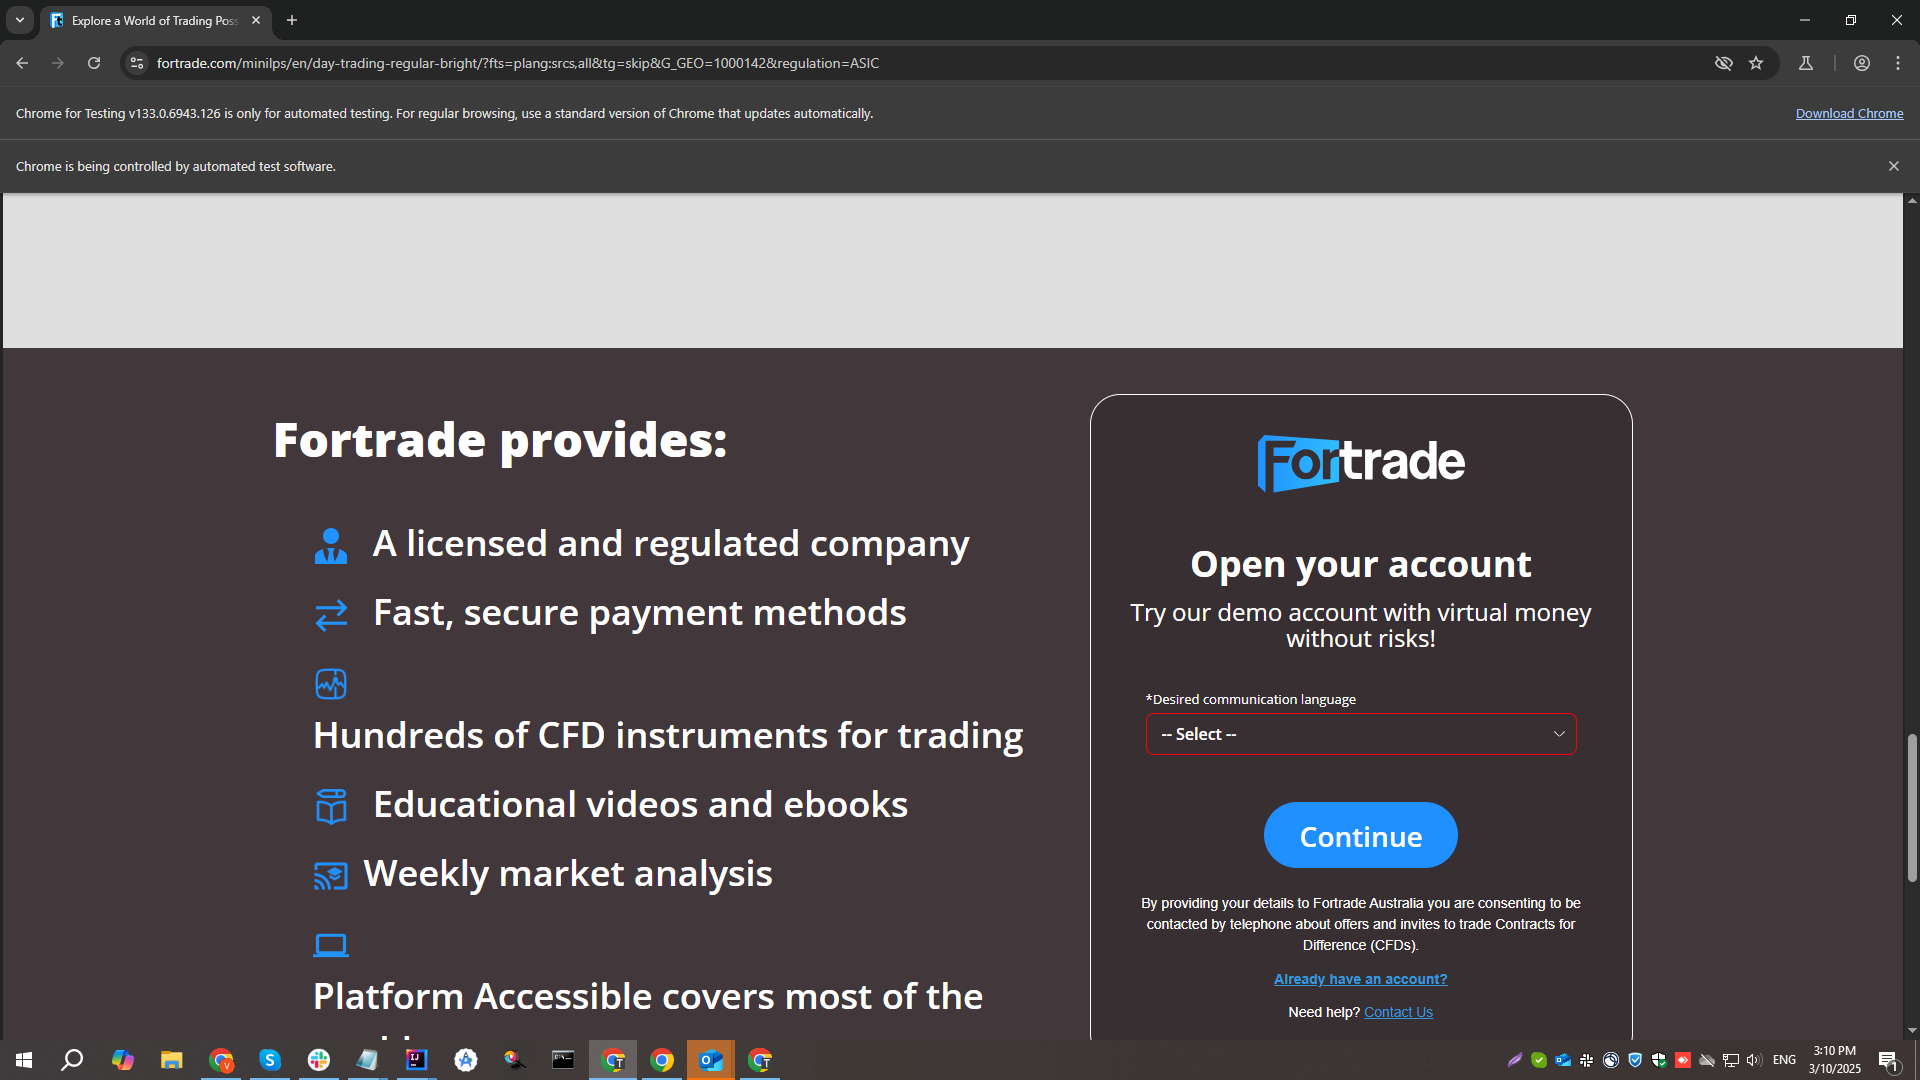 Explore a World of Trading Pos
fortrade.com/minilps/en/day-trading-regular-bright/?fts=plang:srcs,all&tg=skip&G_GEO=1000142&regulation=ASIC
Chrome for Testing v133.0.6943.126 is only for automated testing. For regular browsing, use a standard version of Chrome that updates automatically.
Download Chrome
Chrome is being controlled by automated test software.
Fortrade provides:
A licensed and regulated company
Fast, secure payment methods
Hundreds of CFD instruments for trading
Educational videos and ebooks
Weekly market analysis
Platform Accessible covers most of the
Fortrade
Open your account
Try our demo account with virtual money
without risks!
*Desired communication language
-- Select --
Continue
By providing your details to Fortrade Australia you are consenting to be
contacted by telephone about offers and invites to trade Contracts for
Difference (CFDs).
Already have an account?
Need help? Contact Us
ENG
3:10 PM
3/10/2025
1